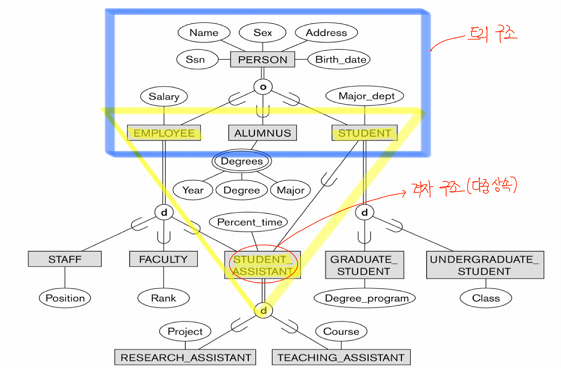 Name
Sex
Address
트리 구조
Ssn
PERSON
Birth_date
o
Salary
Major_dept
EMPLOYEE
ALUMNUS
STUDENT
Degrees
Year
Degree
Major
격자 구조 (다중상속)
d
Percent_time
d
STAFF
FACULTY
STUDENT_
ASSISTANT
GRADUATE_
STUDENT
UNDERGRADUATE_
STUDENT
Position
Rank
Degree_program
Class
d
Project
Course
RESEARCH_ASSISTANT
TEACHING_ASSISTANT